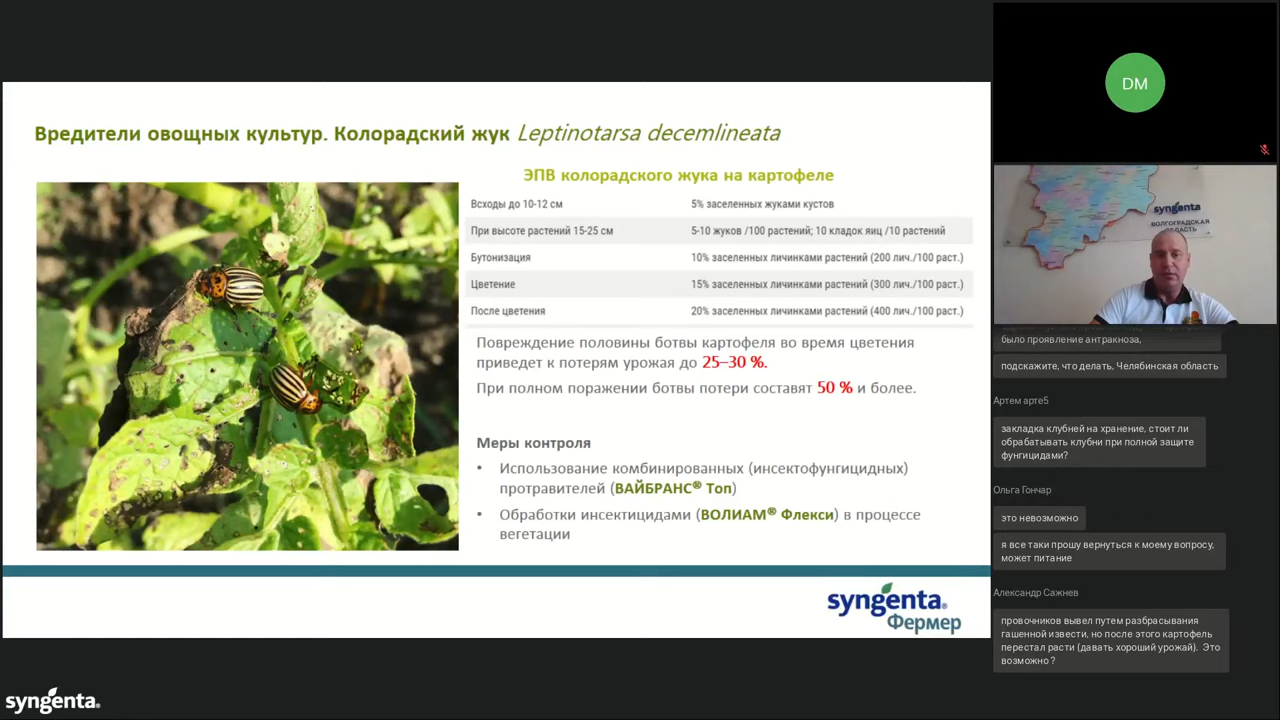 Вредители овощных культур. Колорадский жук Leptinotarsa decemlineata
ЭПВ колорадского жука на картофеле
Всходы до 10-12 см 5% заселенных жуками кустов
При высоте растений 15-25 см 5-10 жуков /100 растений; 10 кладок яиц /10 растений
Бутонизация 10% заселенных личинками растений (200 лич./100 раст.)
Цветение 15% заселенных личинками растений (300 лич./100 раст.)
После цветения 20% заселенных личинками растений (400 лич./100 раст.)
Повреждение половины ботвы картофеля во время цветения
приведет к потерям урожая до 25–30 %.
При полном поражении ботвы потери составят 50 % и более.
Меры контроля
• Использование комбинированных (инсектофунгицидных)
протравителей (ВАЙБРАНС® Топ)
• Обработки инсектицидами (ВОЛИАМ® Флекси) в процессе
вегетации
syngenta®
Фермер
syngenta®
DM
syngenta
ВОЛГОГРАДСКАЯ
ОБЛАСТЬ
было проявление антракноза,
подскажите, что делать, Челябинская область
Артем арте5
закладка клубней на хранение, стоит ли
обрабатывать клубни при полной защите
фунгицидами?
Ольга Гончар
это невозможно
я все таки прошу вернуться к моему вопросу,
может питание
Александр Сажнев
провочников вывел путем разбрасывания
гашенной извести, но после этого картофель
перестал расти (давать хороший урожай). Это
возможно ?